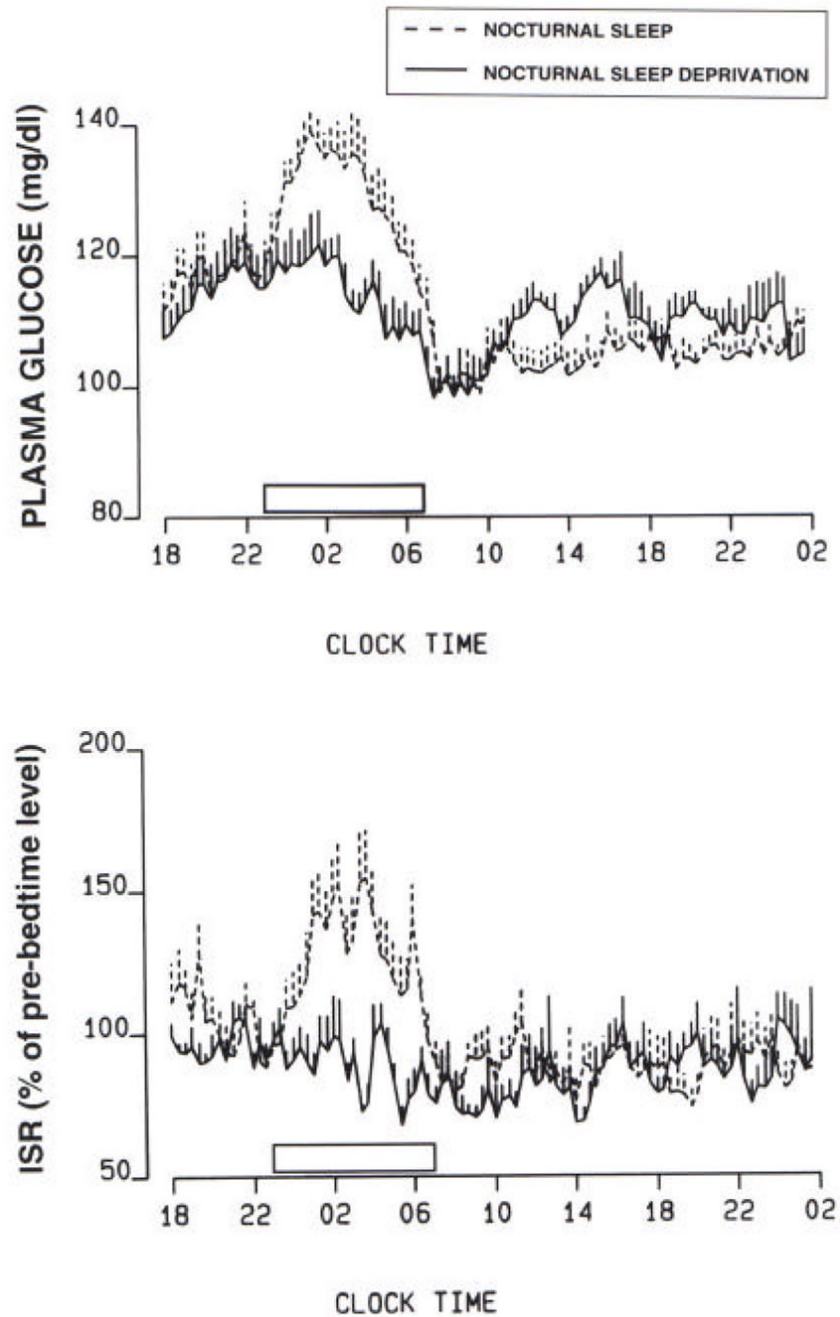 NOCTURNAL SLEEP
NOCTURNAL SLEEP DEPRIVATION
PLASMA GLUCOSE (mg/dl)
140
120
100
80
18 22 02 06 10 14 18 22 02
CLOCK TIME
ISR (% of pre-bedtime level)
200
150
100
50
18 22 02 06 10 14 18 22 02
CLOCK TIME